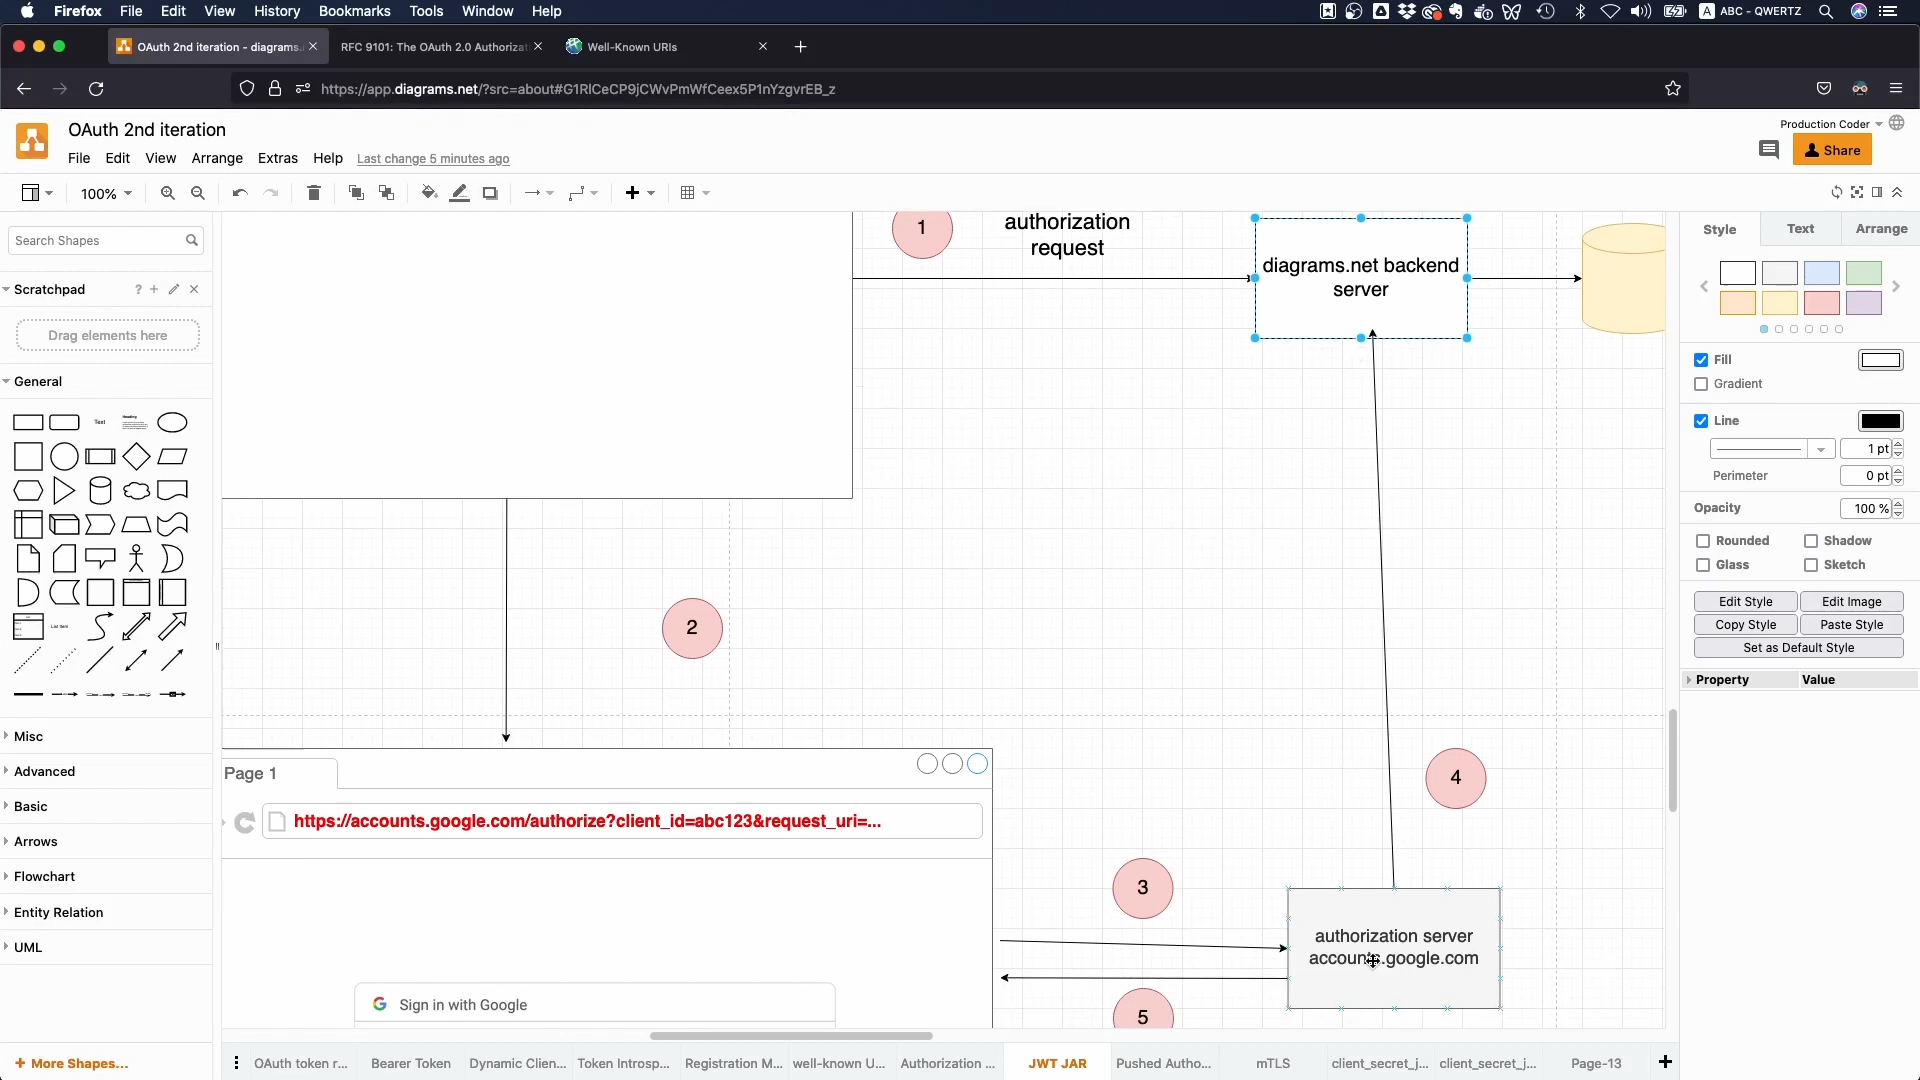 Firefox File Edit View History Bookmarks Tools Window Help
A ABC - QWERTZ
OAuth 2nd iteration - diagrams.
RFC 9101: The OAuth 2.0 Authorizat
Well-Known URIs
https://app.diagrams.net/?src=about#G1RlCeCP9jCWvPmWfCeex5P1nYzgvrEB_z
OAuth 2nd iteration
Production Coder
File Edit View Arrange Extras Help Last change 5 minutes ago
Share
100%
Search Shapes
Scratchpad
?
Drag elements here
General
Text
Heading
List Item
Misc
Advanced
Basic
Arrows
Flowchart
Entity Relation
UML
+ More Shapes...
1
authorization
request
diagrams.net backend
server
2
4
Page 1
https://accounts.google.com/authorize?client_id=abc123&request_uri=...
3
authorization server
accounts.google.com
Sign in with Google
5
Style Text Arrange
Fill
Gradient
Line
1 pt
Perimeter 0 pt
Opacity 100 %
Rounded Shadow
Glass Sketch
Edit Style Edit Image
Copy Style Paste Style
Set as Default Style
Property Value
OAuth token r... Bearer Token Dynamic Clien... Token Introsp... Registration M... well-known U... Authorization ... JWT JAR Pushed Autho... mTLS client_secret_j... client_secret_j... Page-13